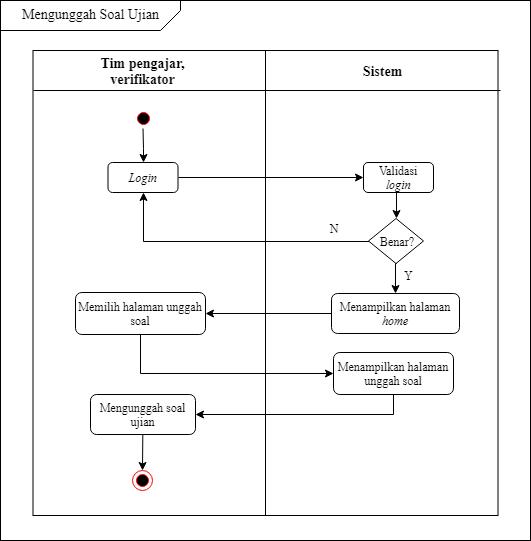 Mengunggah Soal Ujian
Tim pengajar,
verifikator
Sistem
Login
Validasi
login
N
Benar?
Y
Memilih halaman unggah
soal
Menampilkan halaman
home
Menampilkan halaman
unggah soal
Mengunggah soal
ujian